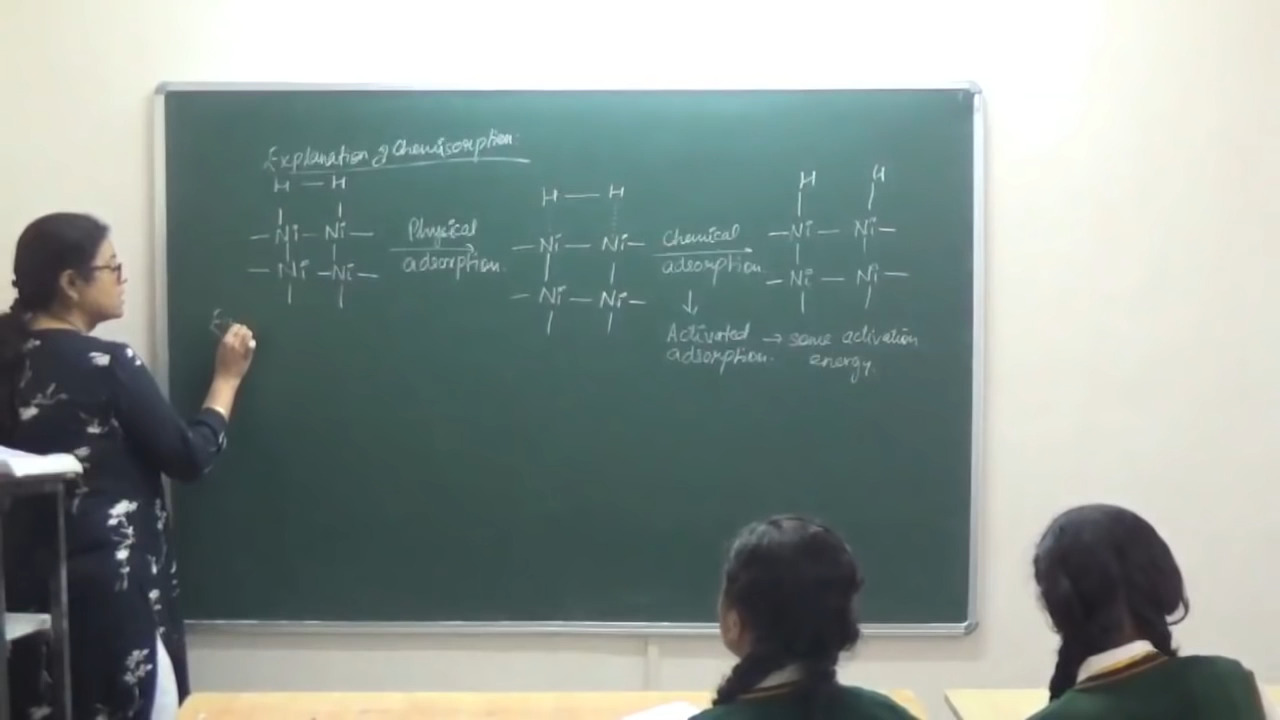 Explanation of Chemisorption:
H — H
— Ni — Ni —
— Ni — Ni —
Physical
adsorption.
H — H
— Ni — Ni —
— Ni — Ni —
Chemical
adsorption.
↓
Activated → some activation
adsorption. energy.
H H
— Ni — Ni —
— Ni — Ni —